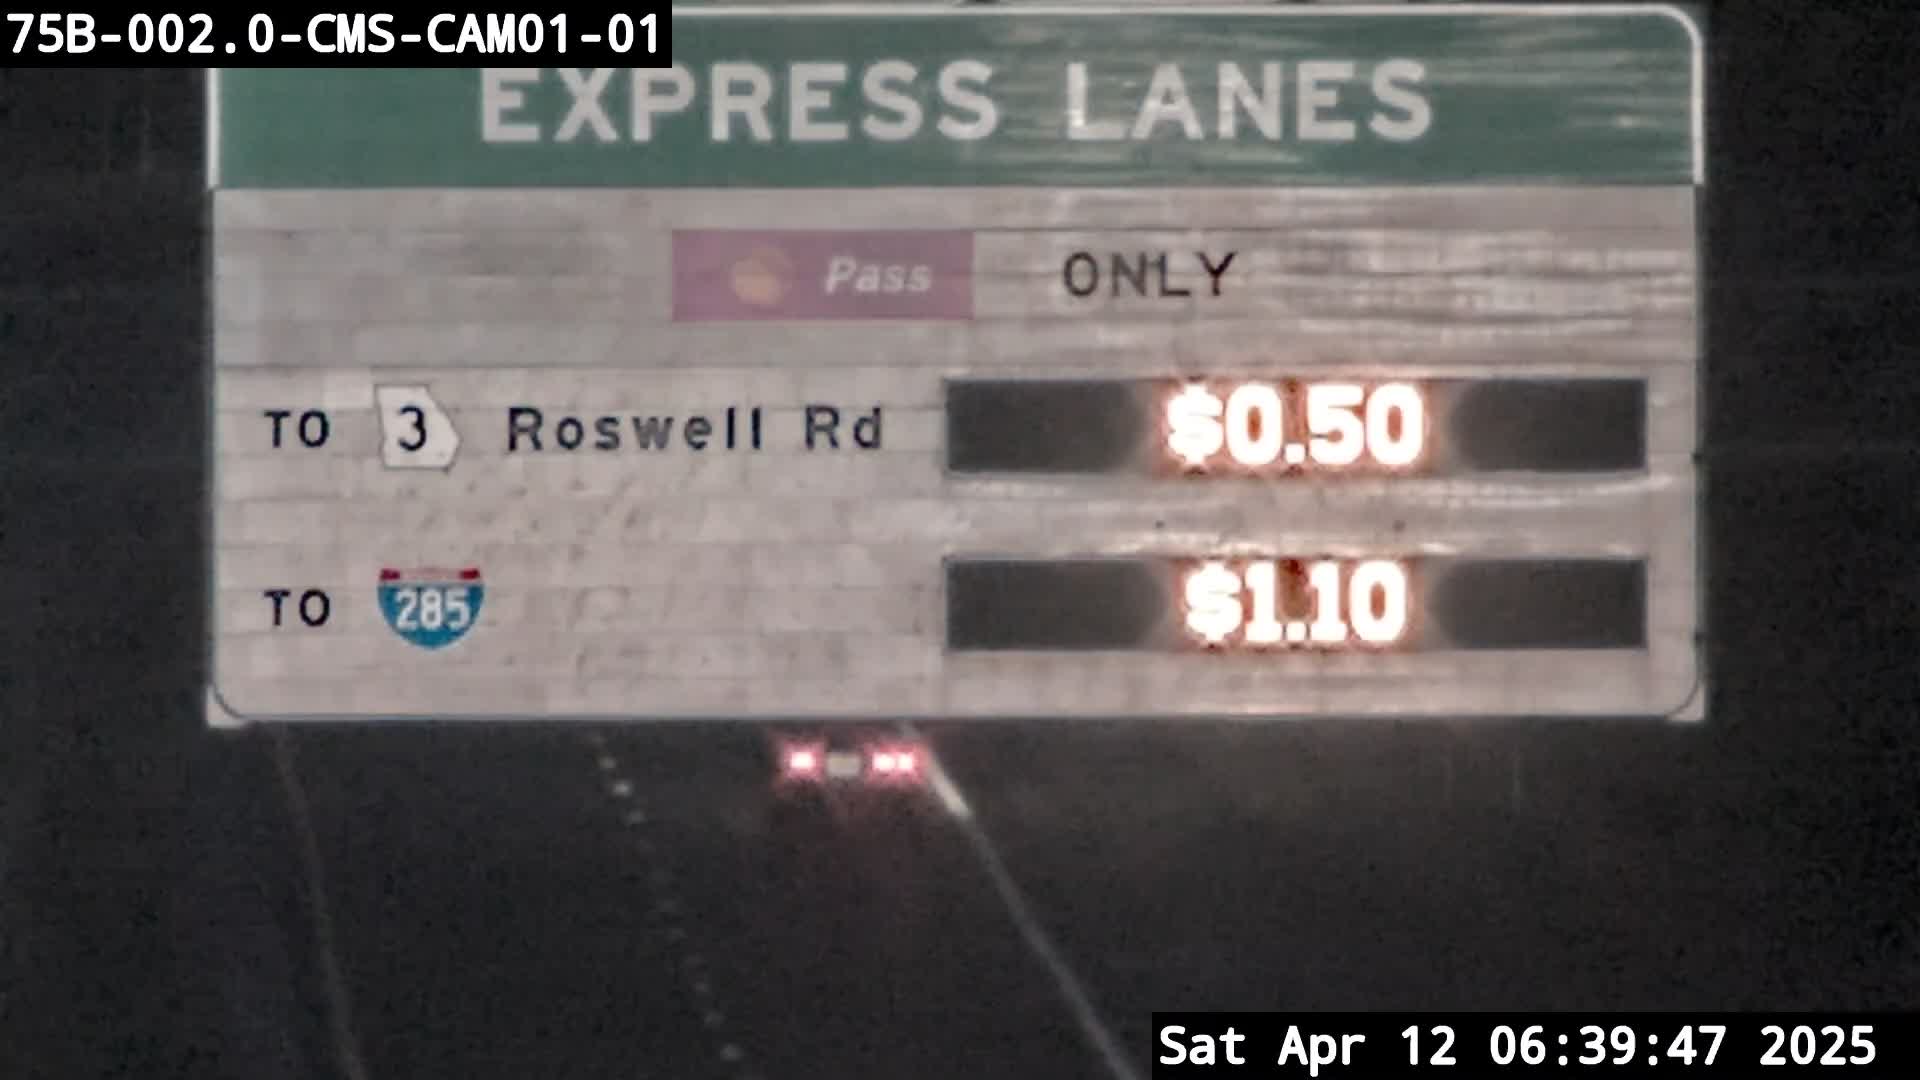 75B-002.0-CMS-CAM01-01
EXPRESS LANES
Pass ONLY
TO 3 Roswell Rd $0.50
TO 285 $1.10
Sat Apr 12 06:39:47 2025